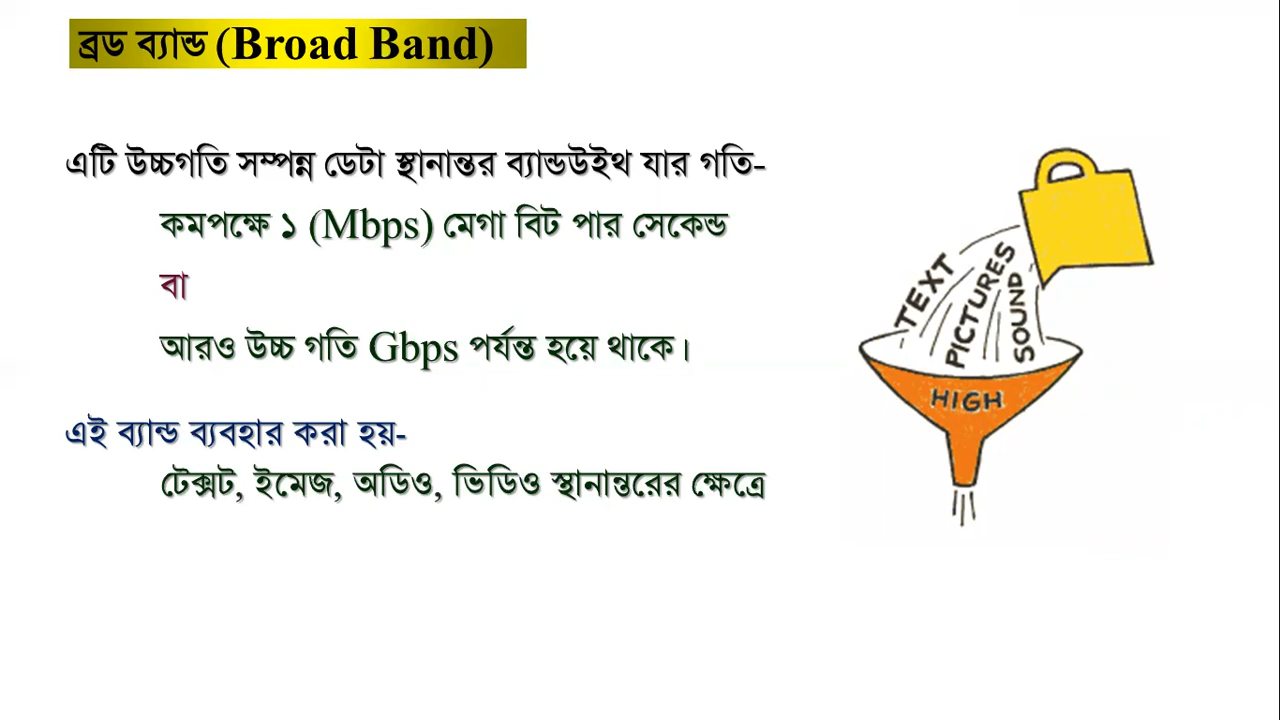 ব্রড ব্যান্ড (Broad Band)
এটি উচ্চগতি সম্পন্ন ডেটা স্থানান্তর ব্যান্ডউইথ যার গতি-
কমপক্ষে ১ (Mbps) মেগা বিট পার সেকেন্ড
বা
আরও উচ্চ গতি Gbps পর্যন্ত হয়ে থাকে।
এই ব্যান্ড ব্যবহার করা হয়-
টেক্সট, ইমেজ, অডিও, ভিডিও স্থানান্তরের ক্ষেত্রে
TEXT
PICTURES
SOUND
HIGH